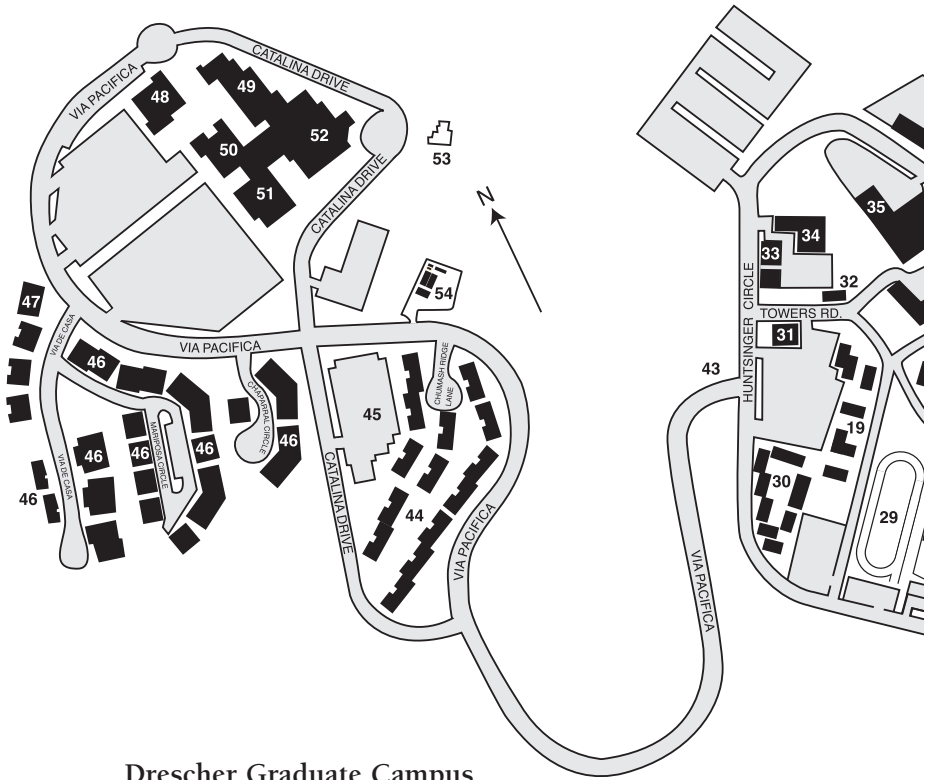 CATALINA DRIVE
VIA PACIFICA
49
48
52
50
53
51
CATALINA DRIVE
N
35
34
33
32
HUNTSINGER CIRCLE
TOWERS RD.
54
47
31
VIA DE CASA
VIA PACIFICA
46
CHUMASH RIDGE
LANE
43
CHAPARRAL CIRCLE
45
19
46
46
46
46
MARIPOSA CIRCLE
VIA DE CASA
46
CATALINA DRIVE
30
44
29
VIA PACIFICA
VIA PACIFICA
Drescher Graduate Campus